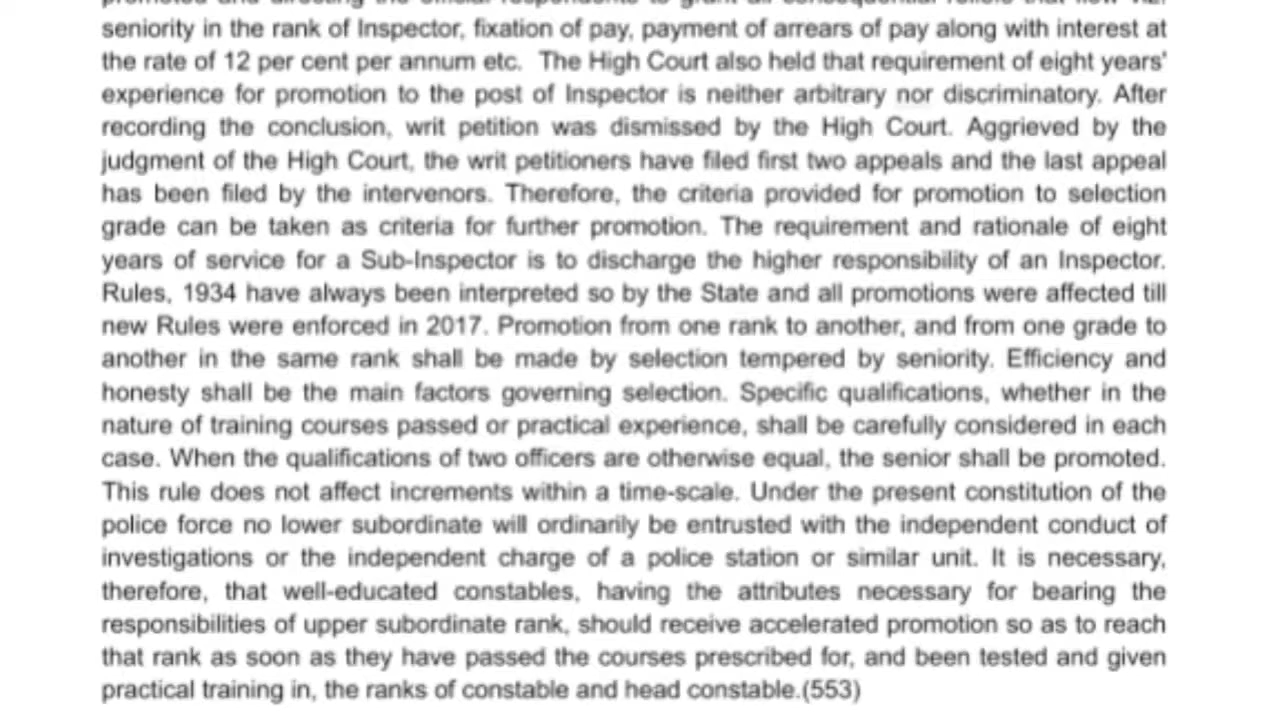 seniority in the rank of Inspector, fixation of pay, payment of arrears of pay along with interest at
the rate of 12 per cent per annum etc.  The High Court also held that requirement of eight years'
experience for promotion to the post of Inspector is neither arbitrary nor discriminatory. After
recording the conclusion, writ petition was dismissed by the High Court. Aggrieved by the
judgment of the High Court, the writ petitioners have filed first two appeals and the last appeal
has been filed by the intervenors. Therefore, the criteria provided for promotion to selection
grade can be taken as criteria for further promotion. The requirement and rationale of eight
years of service for a Sub-Inspector is to discharge the higher responsibility of an Inspector.
Rules, 1934 have always been interpreted so by the State and all promotions were affected till
new Rules were enforced in 2017. Promotion from one rank to another, and from one grade to
another in the same rank shall be made by selection tempered by seniority. Efficiency and
honesty shall be the main factors governing selection. Specific qualifications, whether in the
nature of training courses passed or practical experience, shall be carefully considered in each
case. When the qualifications of two officers are otherwise equal, the senior shall be promoted.
This rule does not affect increments within a time-scale. Under the present constitution of the
police force no lower subordinate will ordinarily be entrusted with the independent conduct of
investigations or the independent charge of a police station or similar unit. It is necessary,
therefore, that well-educated constables, having the attributes necessary for bearing the
responsibilities of upper subordinate rank, should receive accelerated promotion so as to reach
that rank as soon as they have passed the courses prescribed for, and been tested and given
practical training in, the ranks of constable and head constable.(553)